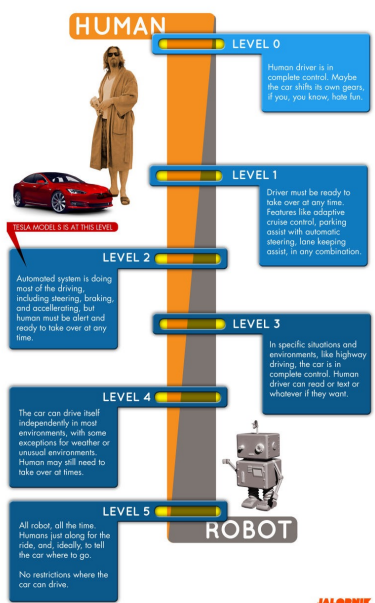 HUMAN
LEVEL 0
Human driver is in
complete control. Maybe
the car shifts its own gears,
if you, you know, hate fun.
LEVEL 1
Driver must be ready to
take over at any time.
Features like adaptive
cruise control, parking
assist with automatic
steering, lane keeping
assist, in any combination.
TESLA MODEL S IS AT THIS LEVEL
LEVEL 2
Automated system is doing
most of the driving,
including steering, braking,
and accellerating, but
human must be alert and
ready to take over at any
time.
LEVEL 3
In specific situations and
environments, like highway
driving, the car is in
complete control. Human
driver can read or text or
whatever if they want.
LEVEL 4
The car can drive itself
independently in most
environments, with some
exceptions for weather or
unusual environments.
Human may still need to
take over at times.
LEVEL 5
All robot, all the time.
Humans just along for the
ride, and, ideally, to tell
the car where to go.
No restrictions where the
car can drive.
ROBOT